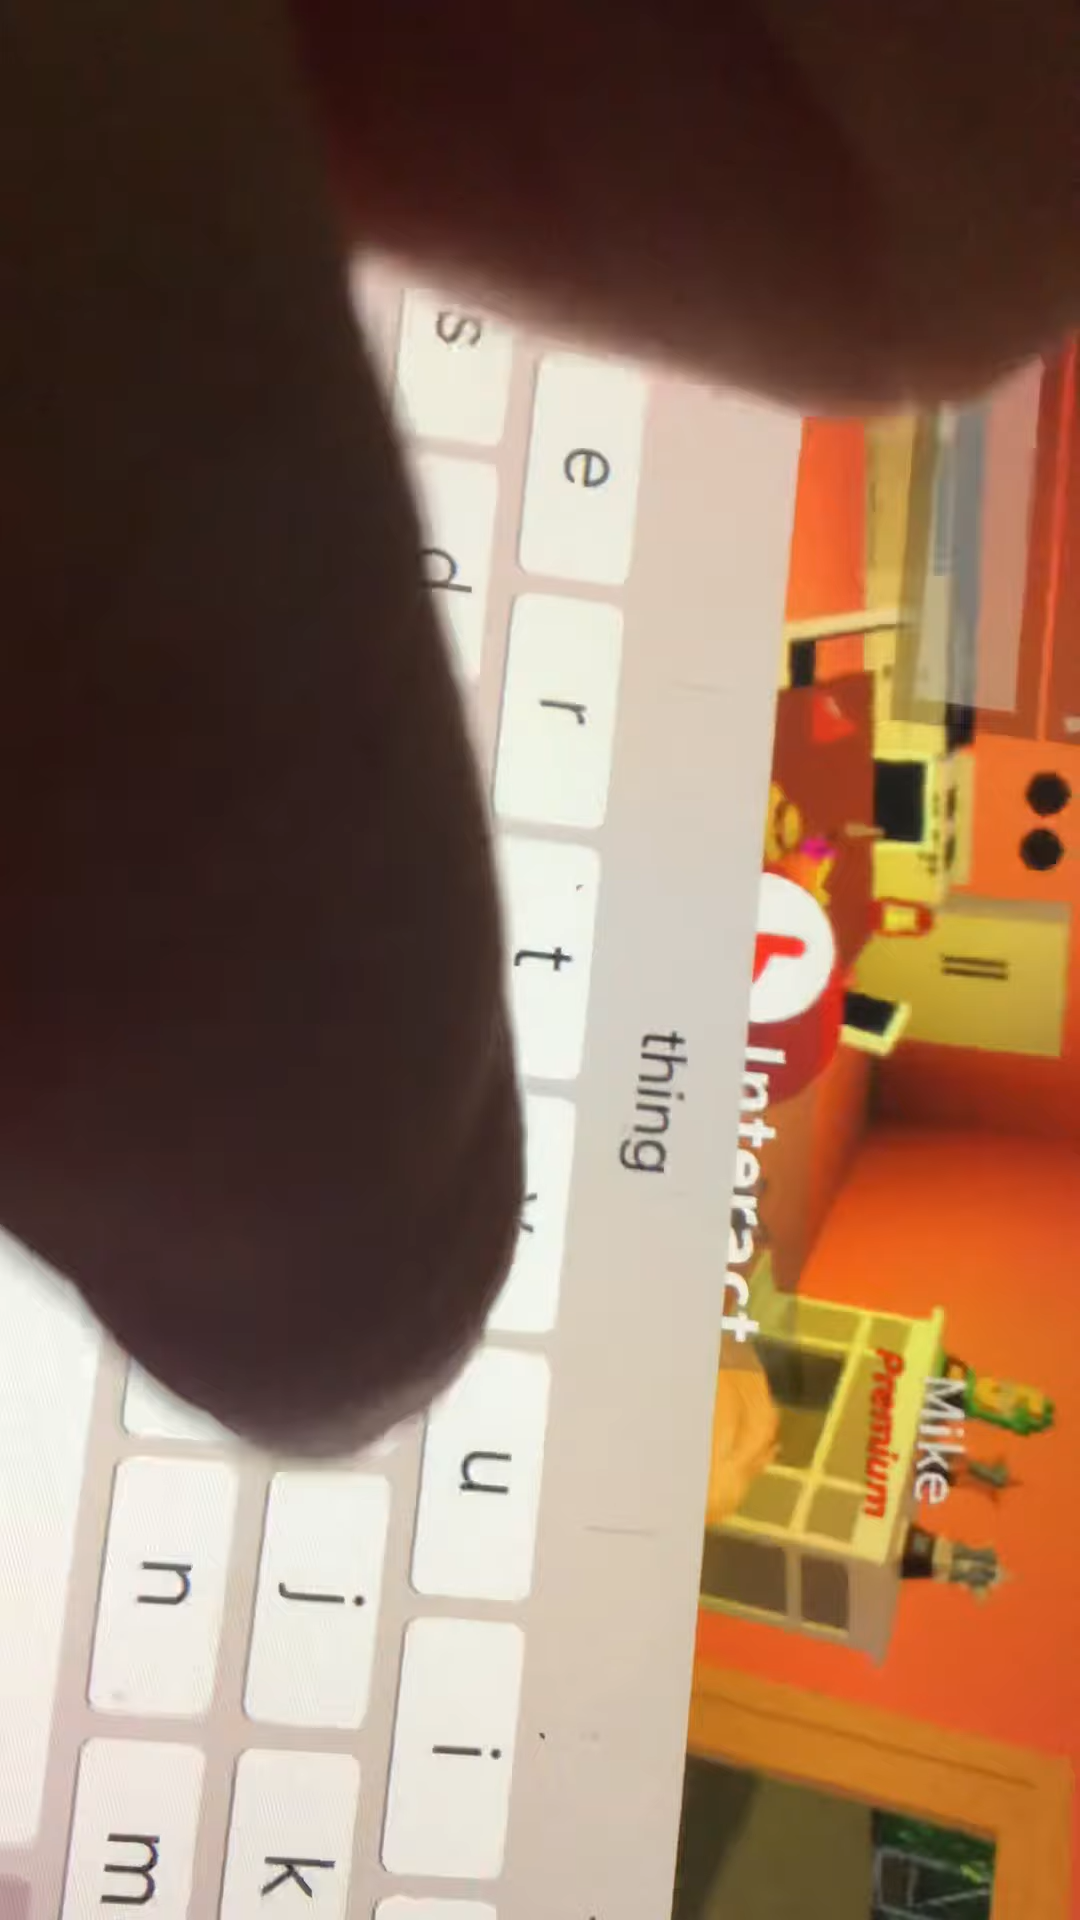 Mike
Premium
Interact
thing
e r t u i
s d j k
n m